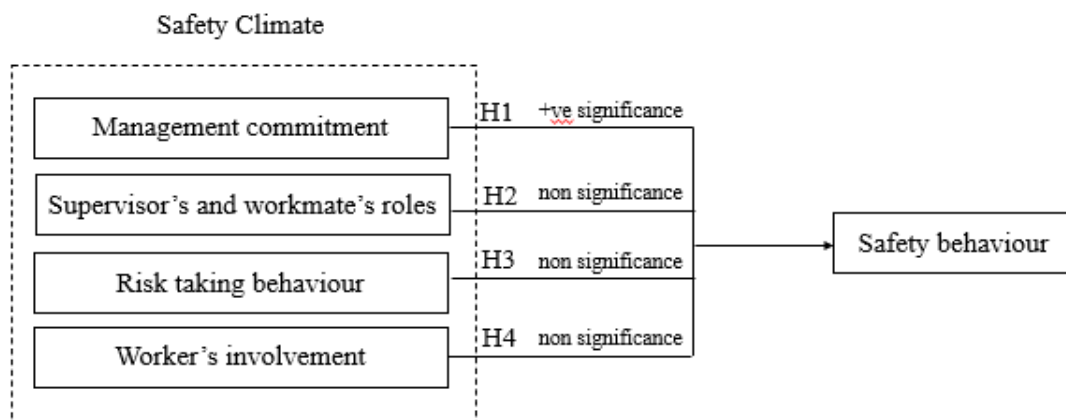 Safety Climate
Management commitment
H1 +ve significance
Supervisor’s and workmate’s roles
H2 non significance
Risk taking behaviour
H3 non significance
Worker’s involvement
H4 non significance
Safety behaviour